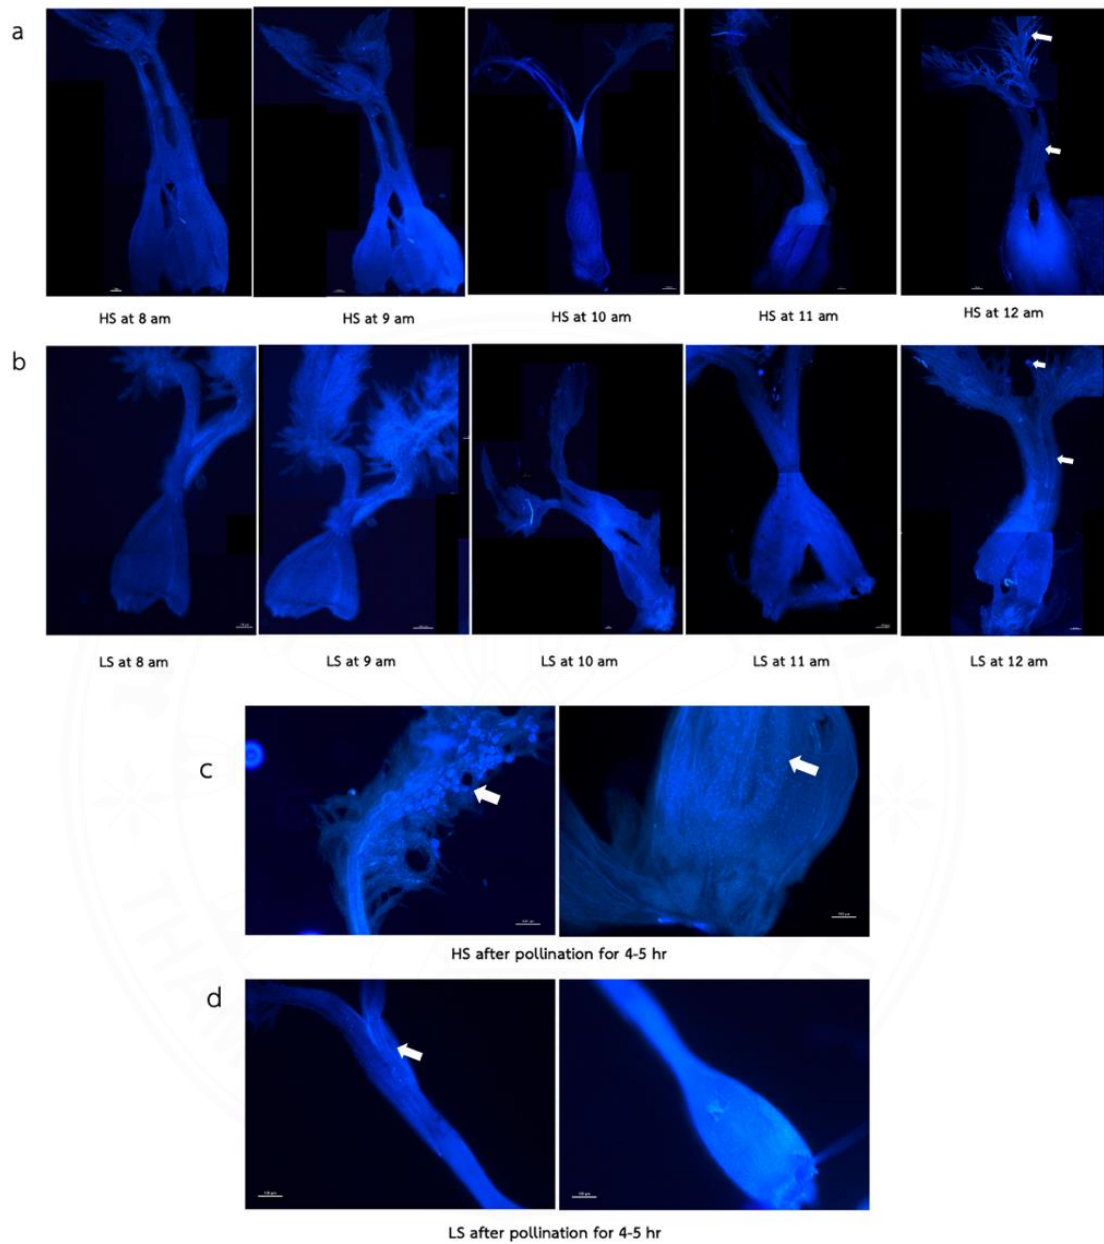 a
HS at 8 am
HS at 9 am
HS at 10 am
HS at 11 am
HS at 12 am
b
LS at 8 am
LS at 9 am
LS at 10 am
LS at 11 am
LS at 12 am
c
HS after pollination for 4-5 hr
d
LS after pollination for 4-5 hr